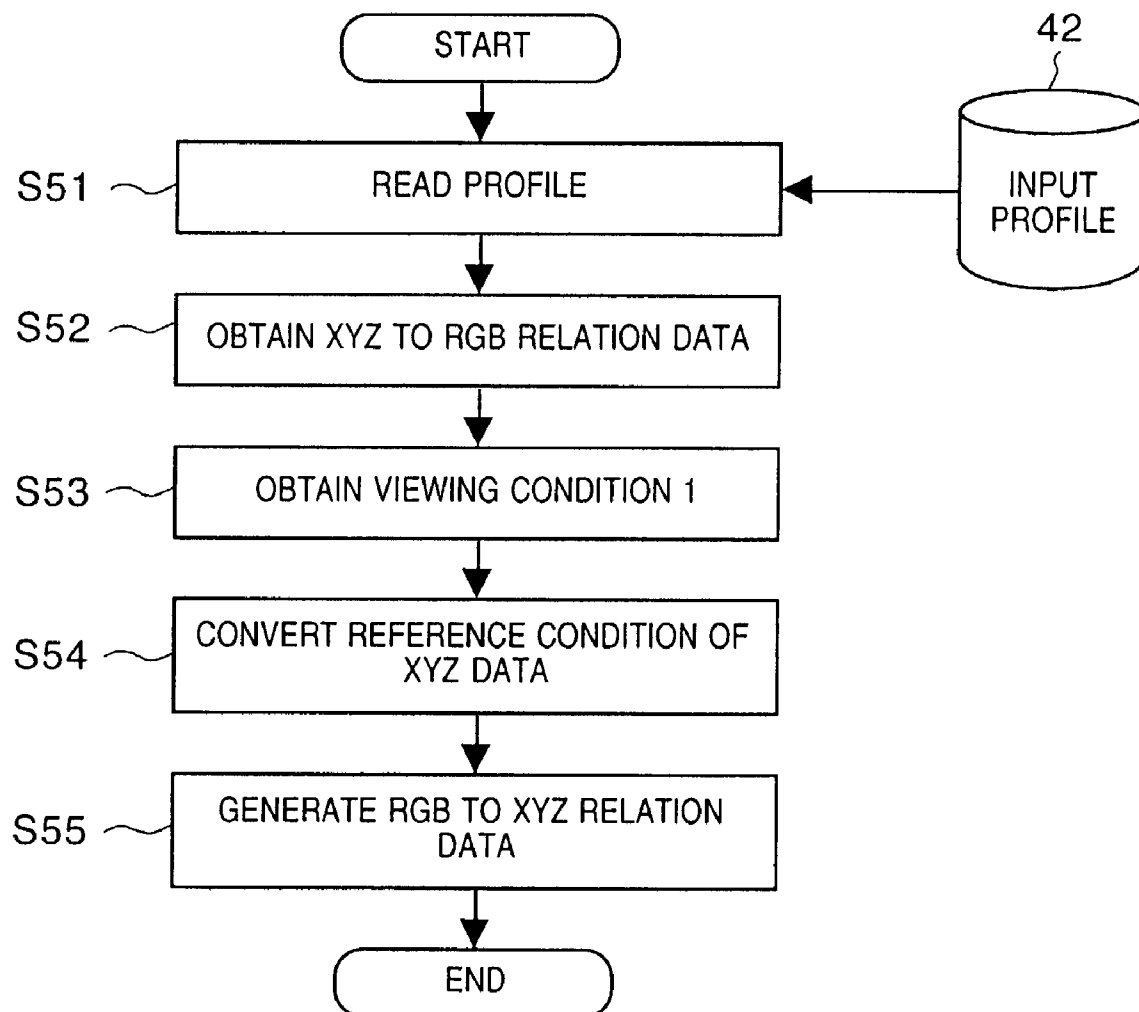 START
42
S51
READ PROFILE
INPUT
PROFILE
S52
OBTAIN XYZ TO RGB RELATION DATA
S53
OBTAIN VIEWING CONDITION 1
S54
CONVERT REFERENCE CONDITION OF
XYZ DATA
S55
GENERATE RGB TO XYZ RELATION
DATA
END